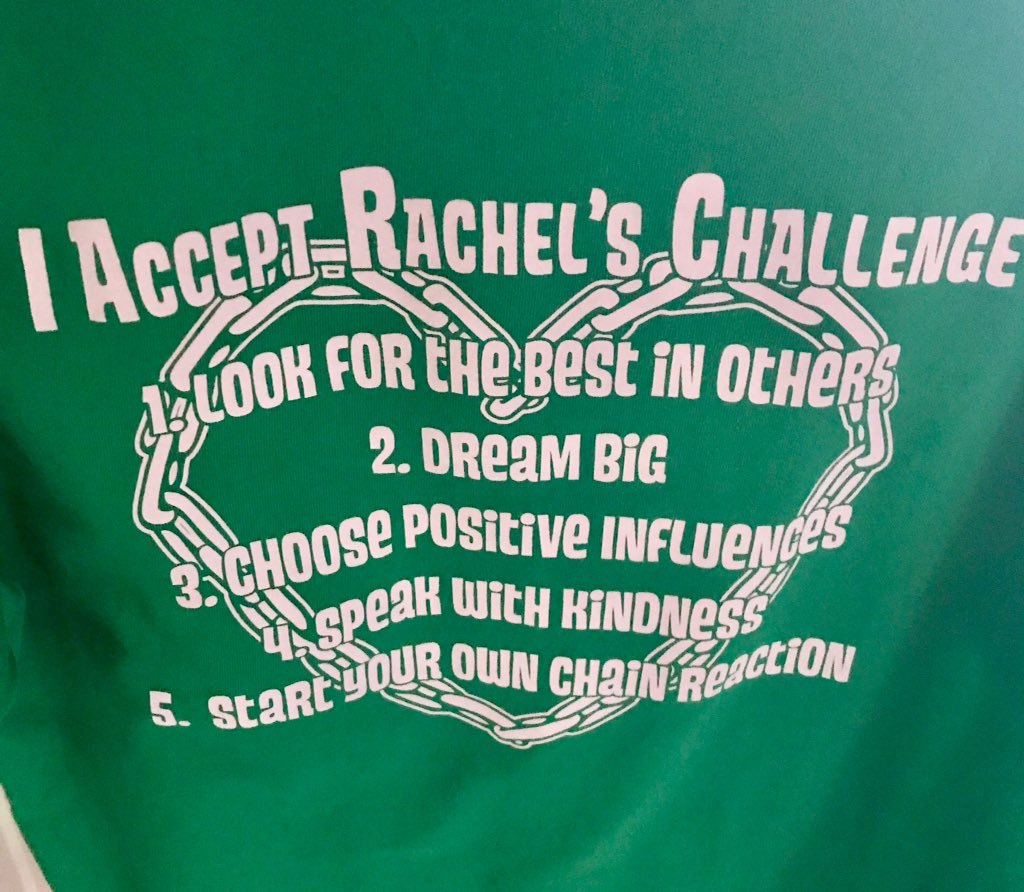 I Accept Rachel's Challenge
1. Look for the Best in Others
2. Dream Big
3. Choose Positive Influences
4. Speak with Kindness
5. Start Your Own Chain Reaction